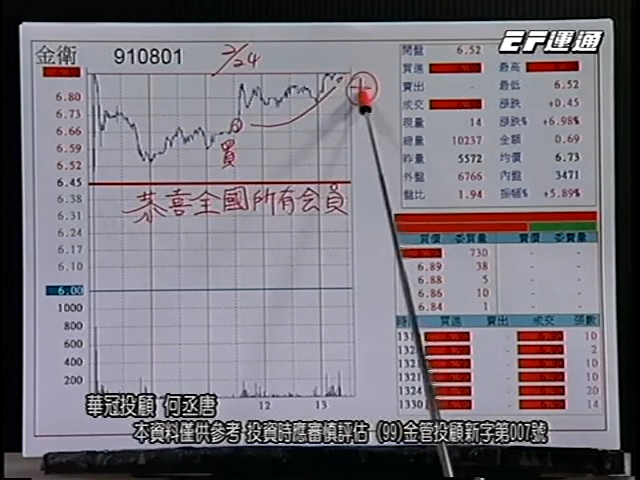 EF運通
金衛 910801 2/24
開盤 6.52
買進 最高
賣出 - 最低 6.52
成交 漲跌 +0.45
現量 14 漲跌% +6.98%
總量 10237 金額 0.69
昨量 5572 均價 6.73
外盤 6766 內盤 3471
盤比 1.94 振幅% +5.89%
6.80
6.73
6.66
6.59
6.52
6.45
6.38
6.31
6.24
6.17
6.10
6.00
1000
800
600
400
200
12 13
買
恭喜全國所有会員
買價 委買量 賣價 委賣量
730
6.89 38
6.88 5
6.86 10
6.84 1
買進 賣出 成交 張數
10
2
10
10
20
1330 14
華冠投顧 何丞唐
本資料僅供參考 投資時應審慎評估 (99)金管投顧新字第007號